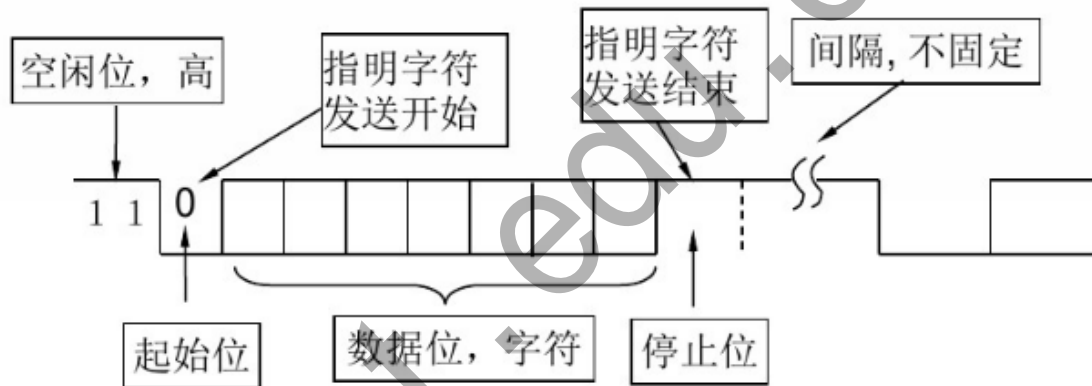 空闲位，高
指明字符
发送开始
指明字符
发送结束
间隔，不固定
1 1 0
起始位
数据位，字符
停止位
.edu.